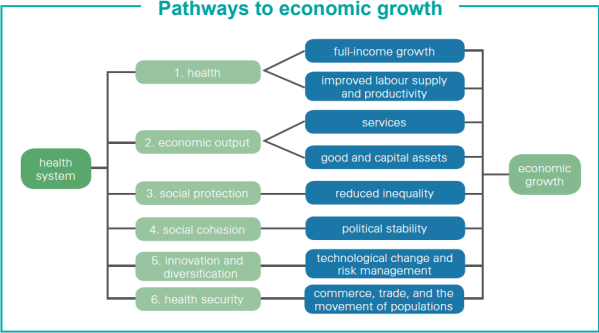 Pathways to economic growth
health
system
1. health
2. economic output
3. social protection
4. social cohesion
5. innovation and
diversification
6. health security
full-income growth
improved labour supply
and productivity
services
good and capital assets
reduced inequality
political stability
technological change and
risk management
commerce, trade, and the
movement of populations
economic
growth